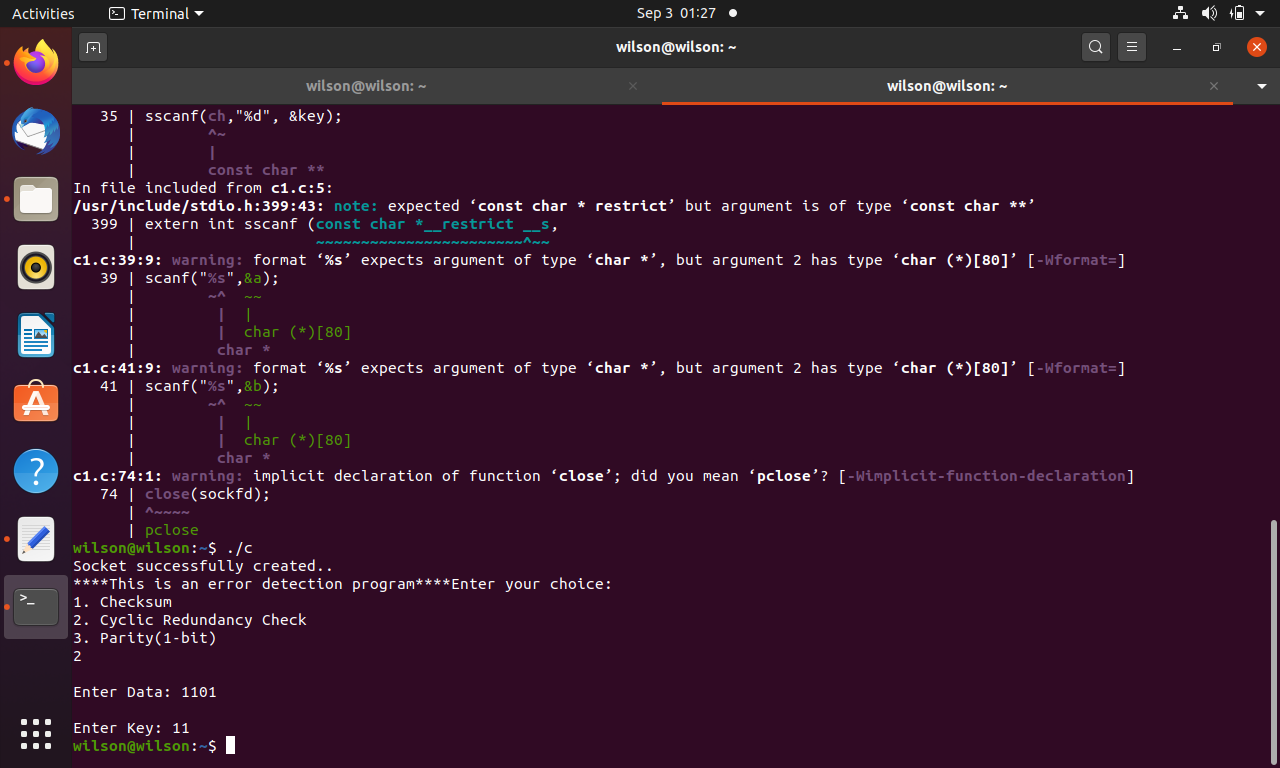 Activities
Terminal
Sep 3 01:27
wilson@wilson: ~
wilson@wilson: ~
wilson@wilson: ~
35 | sscanf(ch,"%d", &key);
|        ^~
|        |
|        const char **
In file included from c1.c:5:
/usr/include/stdio.h:399:43: note: expected ‘const char * restrict’ but argument is of type ‘const char **’
399 | extern int sscanf (const char *__restrict __s,
|                    ~~~~~~~~~~~~~~~~~~~~~~~^~~
c1.c:39:9: warning: format ‘%s’ expects argument of type ‘char *’, but argument 2 has type ‘char (*)[80]’ [-Wformat=]
39 | scanf("%s",&a);
|        ~^  ~~
|         |  |
|         |  char (*)[80]
|         char *
c1.c:41:9: warning: format ‘%s’ expects argument of type ‘char *’, but argument 2 has type ‘char (*)[80]’ [-Wformat=]
41 | scanf("%s",&b);
|        ~^  ~~
|         |  |
|         |  char (*)[80]
|         char *
c1.c:74:1: warning: implicit declaration of function ‘close’; did you mean ‘pclose’? [-Wimplicit-function-declaration]
74 | close(sockfd);
| ^~~~~
| pclose
wilson@wilson:~$ ./c
Socket successfully created..
****This is an error detection program****Enter your choice:
1. Checksum
2. Cyclic Redundancy Check
3. Parity(1-bit)
2
Enter Data: 1101
Enter Key: 11
wilson@wilson:~$